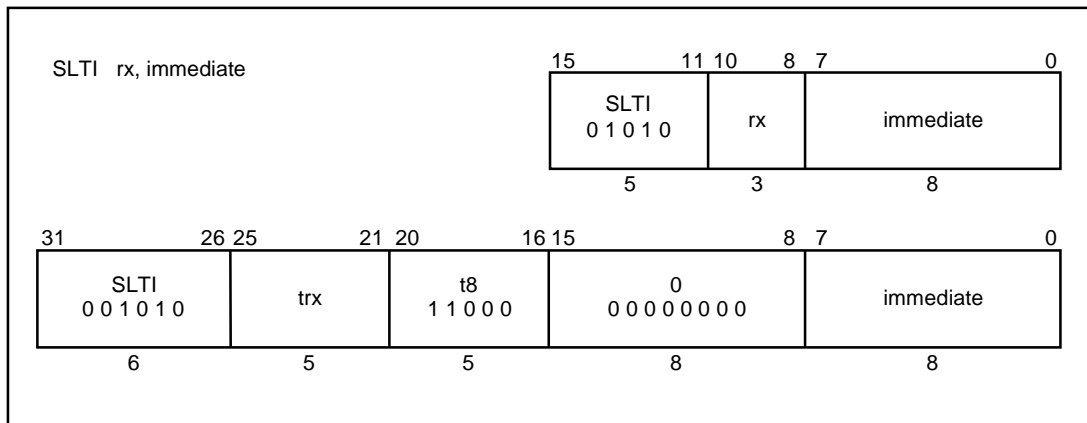 SLTI rx, immediate
15 11 10 8 7 0
SLTI rx immediate
0 1 0 1 0
5 3 8
31 26 25 21 20 16 15 8 7 0
SLTI trx t8 0 immediate
0 0 1 0 1 0 1 1 0 0 0 0 0 0 0 0 0 0 0
6 5 5 8 8